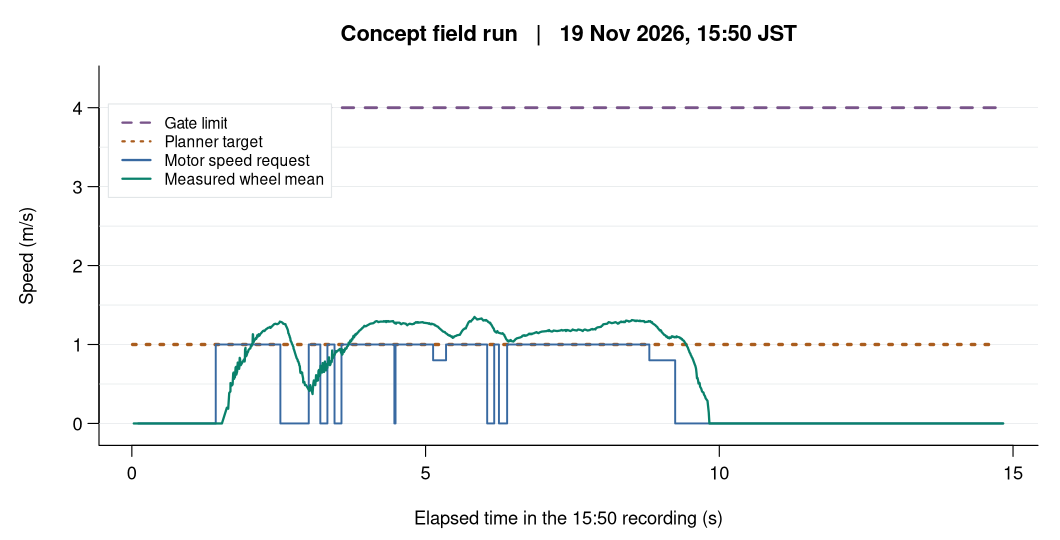 Concept field run | 19 Nov 2026, 15:50 JST
Speed (m/s)
4
3
2
1
0
Gate limit
Planner target
Motor speed request
Measured wheel mean
0 5 10 15
Elapsed time in the 15:50 recording (s)